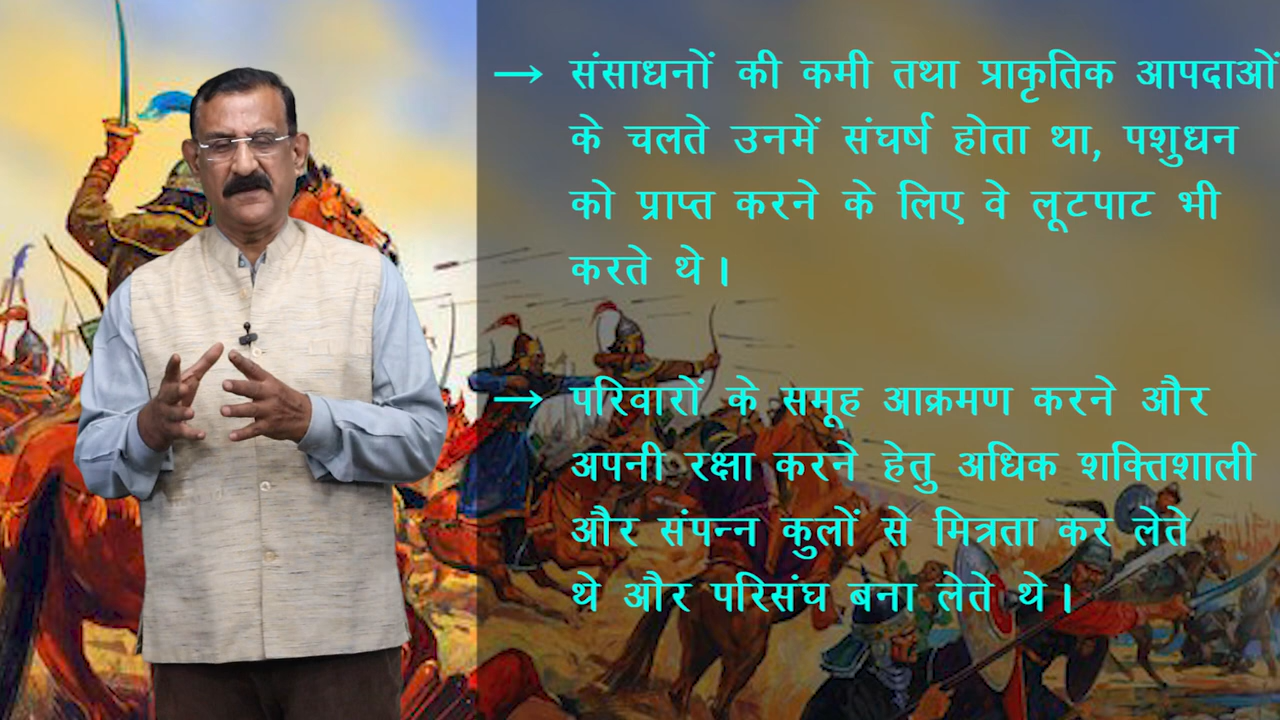 → संसाधनों की कमी तथा प्राकृतिक आपदाओं
के चलते उनमें संघर्ष होता था, पशुधन
को प्राप्त करने के लिए वे लूटपाट भी
करते थे।
→ परिवारों के समूह आक्रमण करने और
अपनी रक्षा करने हेतु अधिक शक्तिशाली
और संपन्न कुलों से मित्रता कर लेते
थे और परिसंघ बना लेते थे।